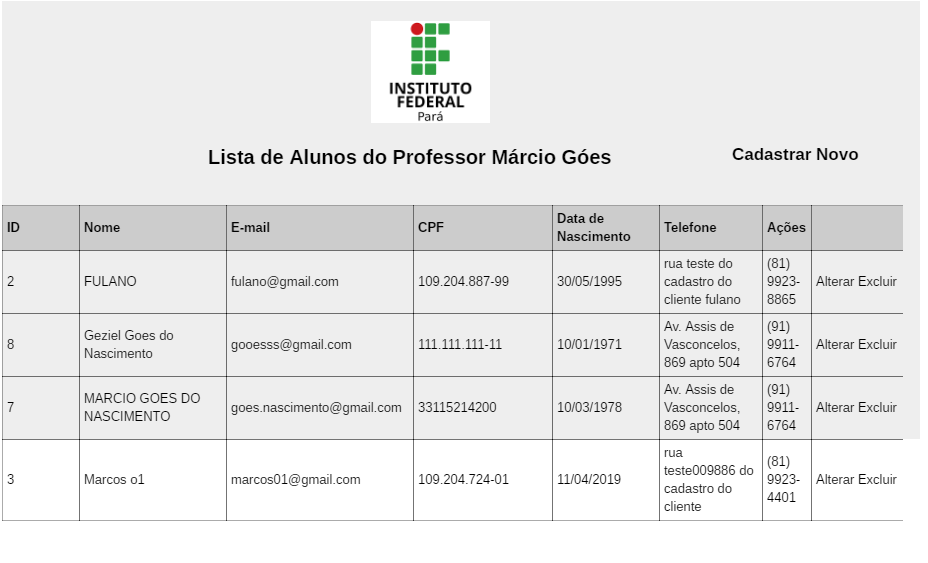 INSTITUTO
FEDERAL
Pará
Lista de Alunos do Professor Márcio Góes
Cadastrar Novo
ID Nome E-mail CPF Data de Nascimento Telefone Ações
2 FULANO fulano@gmail.com 109.204.887-99 30/05/1995 rua teste do cadastro do cliente fulano (81) 9923-8865 Alterar Excluir
8 Geziel Goes do Nascimento gooesss@gmail.com 111.111.111-11 10/01/1971 Av. Assis de Vasconcelos, 869 apto 504 (91) 9911-6764 Alterar Excluir
7 MARCIO GOES DO NASCIMENTO goes.nascimento@gmail.com 33115214200 10/03/1978 Av. Assis de Vasconcelos, 869 apto 504 (91) 9911-6764 Alterar Excluir
3 Marcos o1 marcos01@gmail.com 109.204.724-01 11/04/2019 rua teste009886 do cadastro do cliente (81) 9923-4401 Alterar Excluir